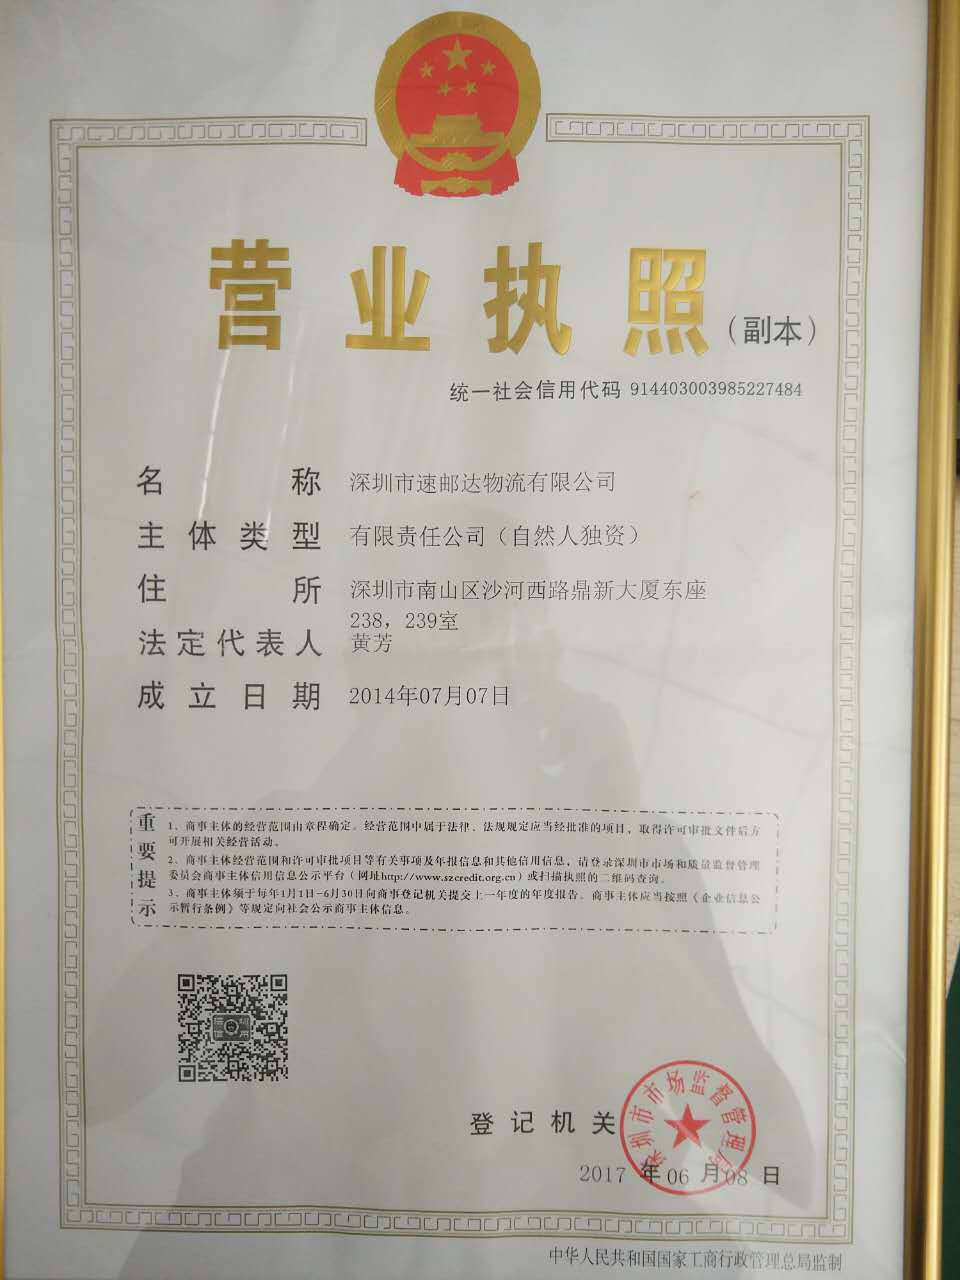 营业执照(副本)
统一社会信用代码 914403003985227484
名称 深圳市速邮达物流有限公司
主体类型 有限责任公司（自然人独资）
住所 深圳市南山区沙河西路鼎新大厦东座
238，239室
法定代表人 黄芳
成立日期 2014年07月07日
重要提示
1、商事主体的经营范围由章程确定。经营范围中属于法律、法规规定应当经批准的项目，取得许可审批文件后方
可开展相关经营活动。
2、商事主体经营范围和许可审批项目等有关事项及年报信息和其他信用信息，请登录深圳市市场和质量监督管理
委员会商事主体信用信息公示平台（网址http://www.szcredit.org.cn）或扫描执照的二维码查询。
3、商事主体须于每年1月1日-6月30日向商事登记机关提交上一年度的年度报告。商事主体应当按照《企业信息公
示暂行条例》等规定向社会公示商事主体信息。
登记机关
深圳市市场监督管理局
2017 年 06 月 08 日
中华人民共和国国家工商行政管理总局监制